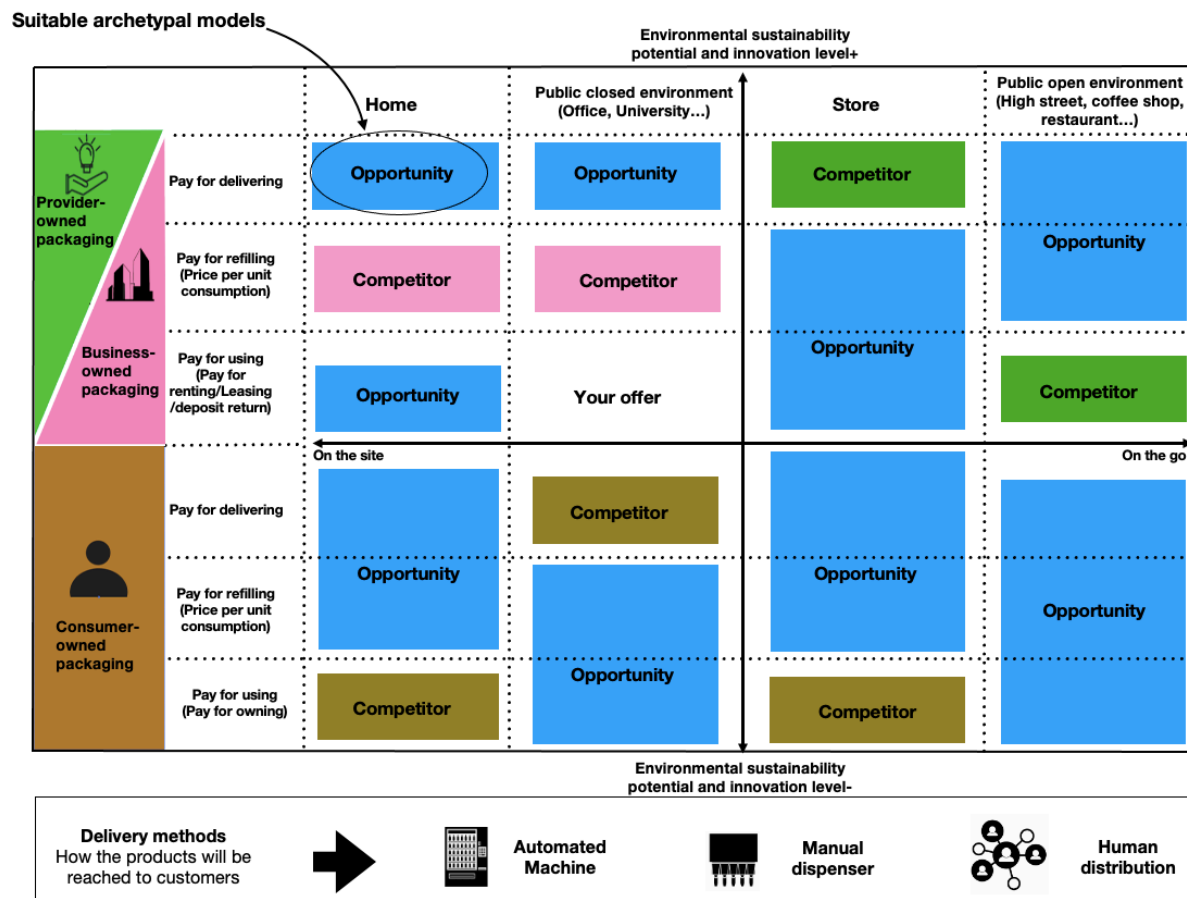 Suitable archetypal models
Environmental sustainability
potential and innovation level+
Home
Public closed environment
(Office, University…)
Store
Public open environment
(High street, coffee shop,
restaurant…)
Provider-
owned
packaging
Business-
owned
packaging
Pay for delivering
Opportunity
Opportunity
Competitor
Opportunity
Pay for refilling
(Price per unit
consumption)
Competitor
Competitor
Opportunity
Pay for using
(Pay for
renting/Leasing
/deposit return)
Opportunity
Your offer
Competitor
On the site
On the go
Consumer-
owned
packaging
Pay for delivering
Competitor
Opportunity
Opportunity
Pay for refilling
(Price per unit
consumption)
Opportunity
Opportunity
Pay for using
(Pay for owning)
Competitor
Competitor
Environmental sustainability
potential and innovation level-
Delivery methods
How the products will be
reached to customers
Automated
Machine
Manual
dispenser
Human
distribution